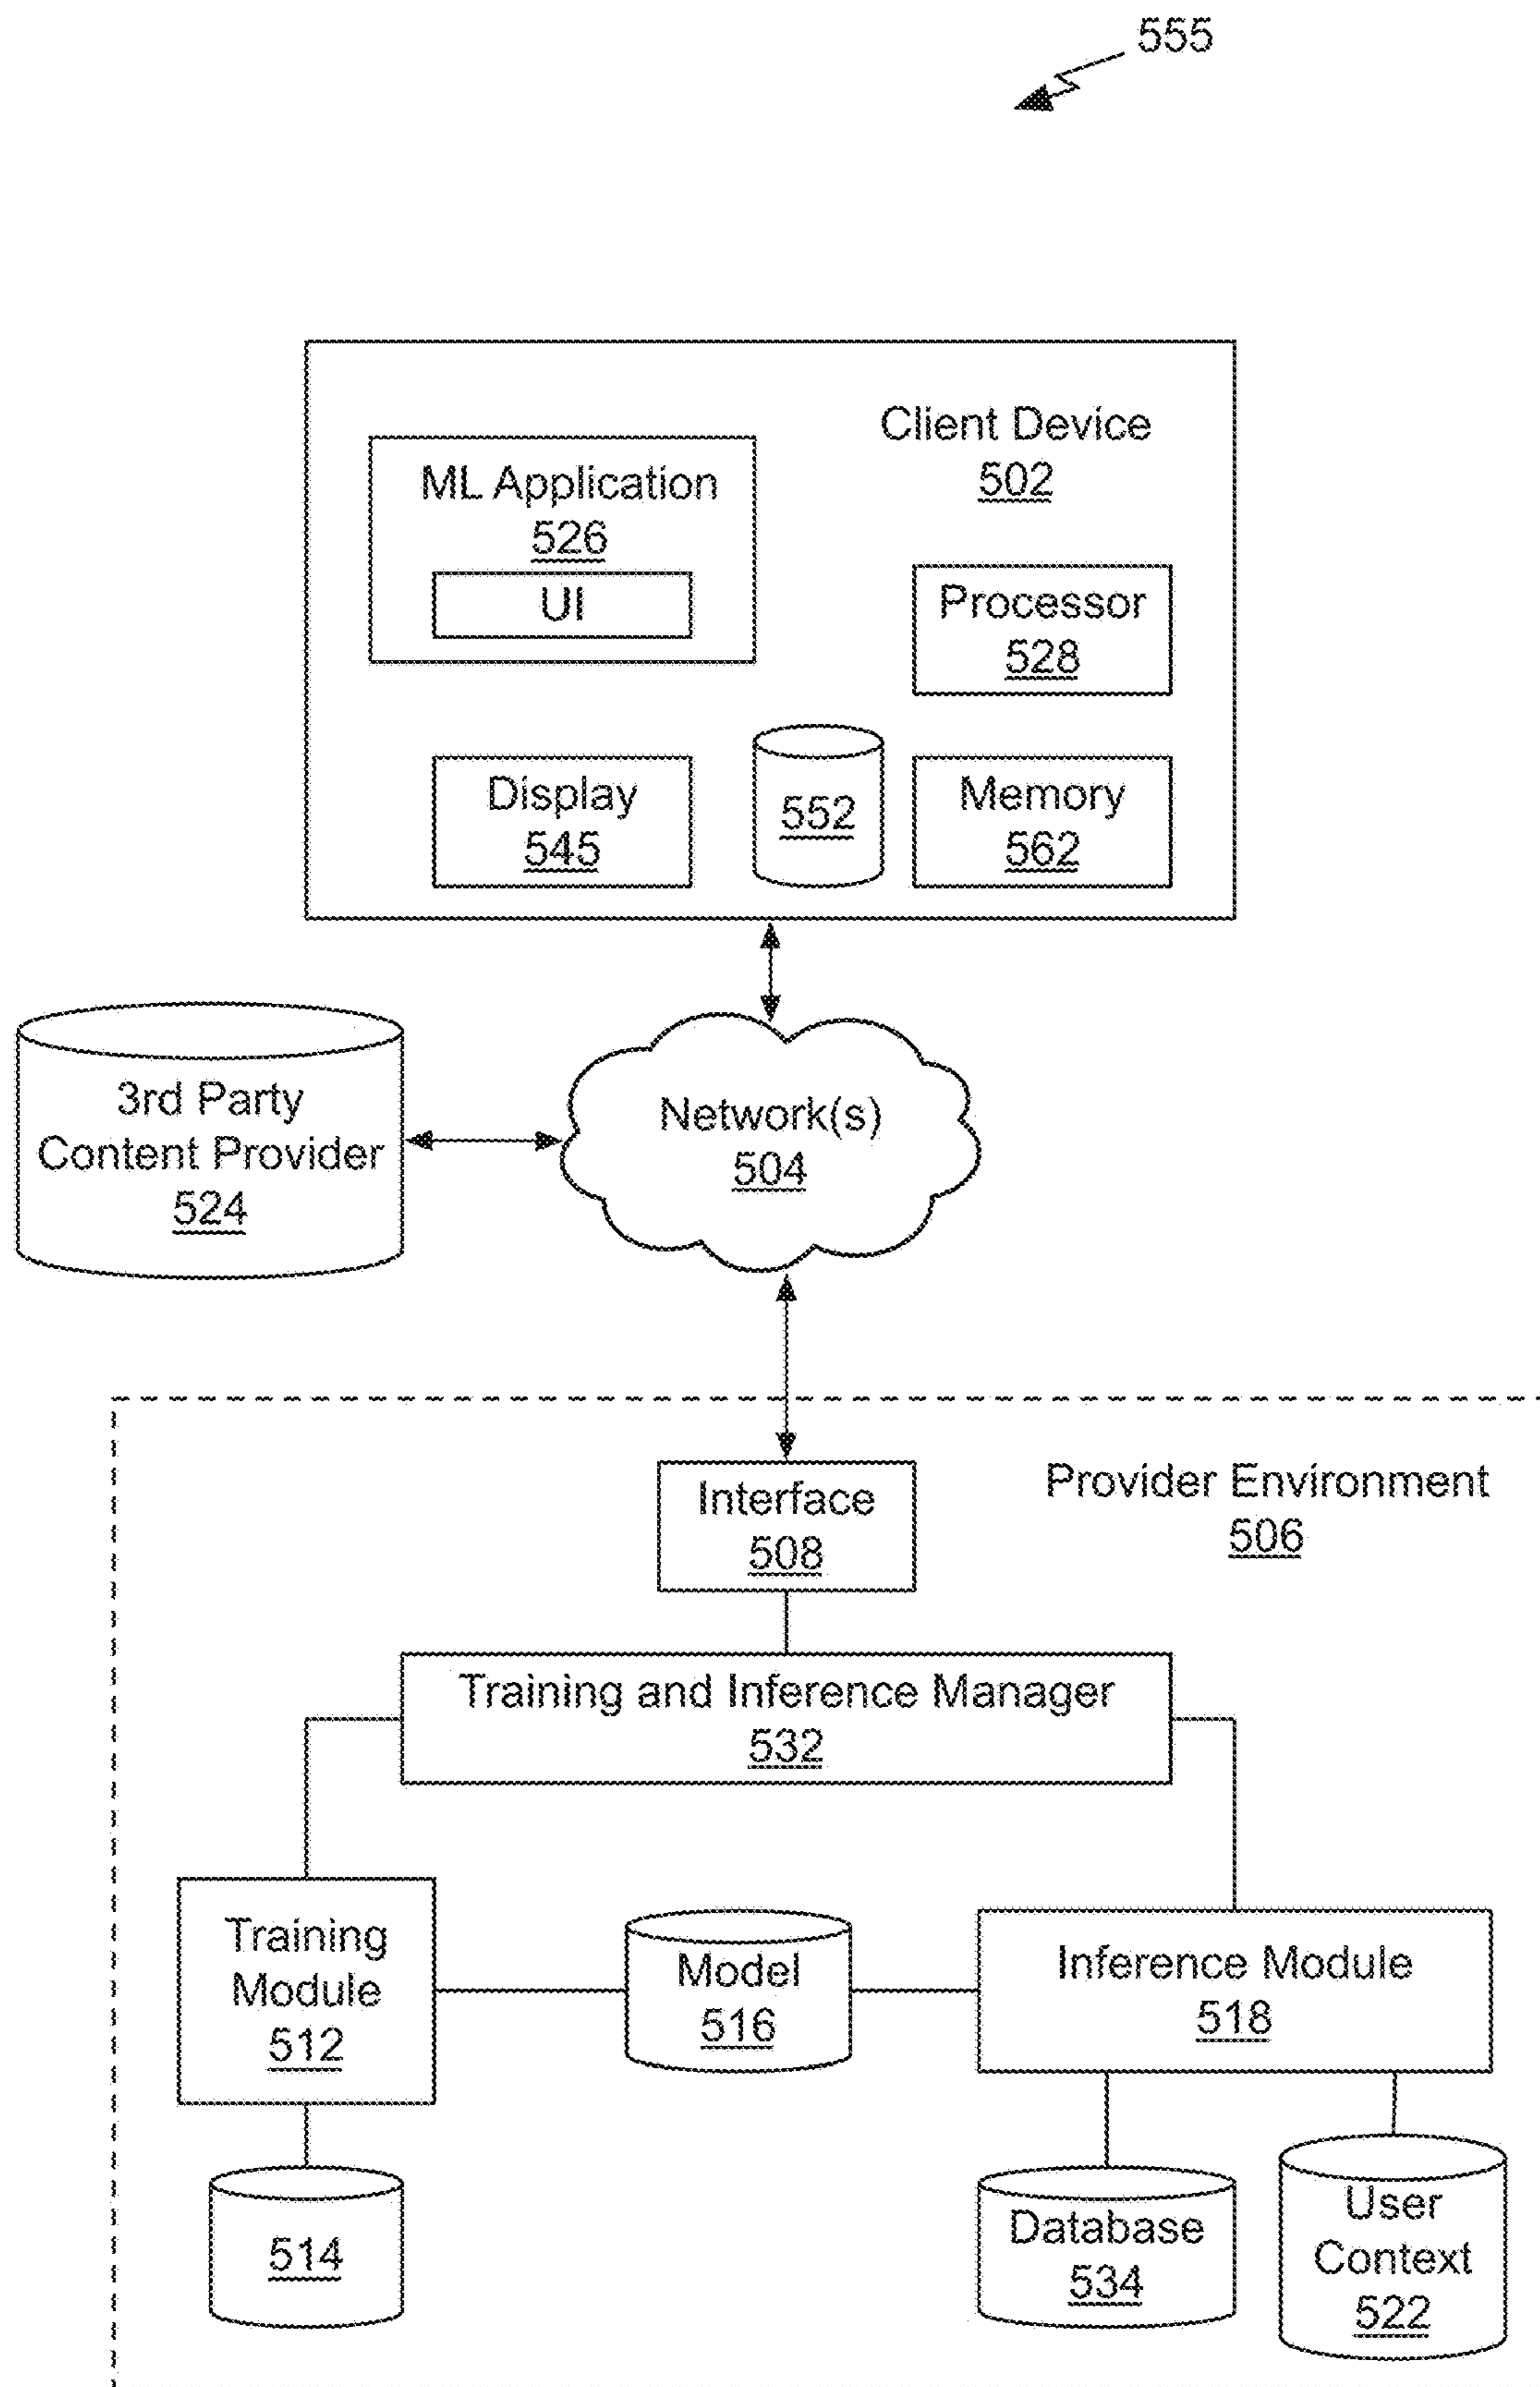 555
Client Device
502
ML Application
526
UI
Processor
528
Display
545
552
Memory
562
3rd Party
Content Provider
524
Network(s)
504
Provider Environment
506
Interface
508
Training and Inference Manager
532
Training
Module
512
Model
516
Inference Module
518
514
Database
534
User
Context
522